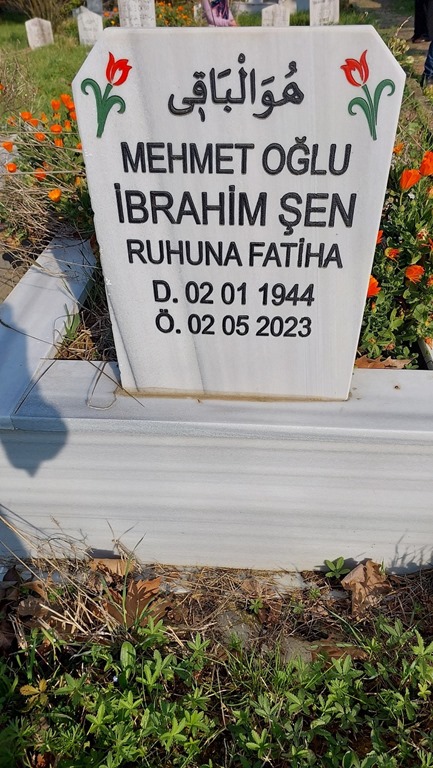 هُوَ الْبَاقِي
MEHMET OĞLU
İBRAHİM ŞEN
RUHUNA FATİHA
D. 02 01 1944
Ö. 02 05 2023